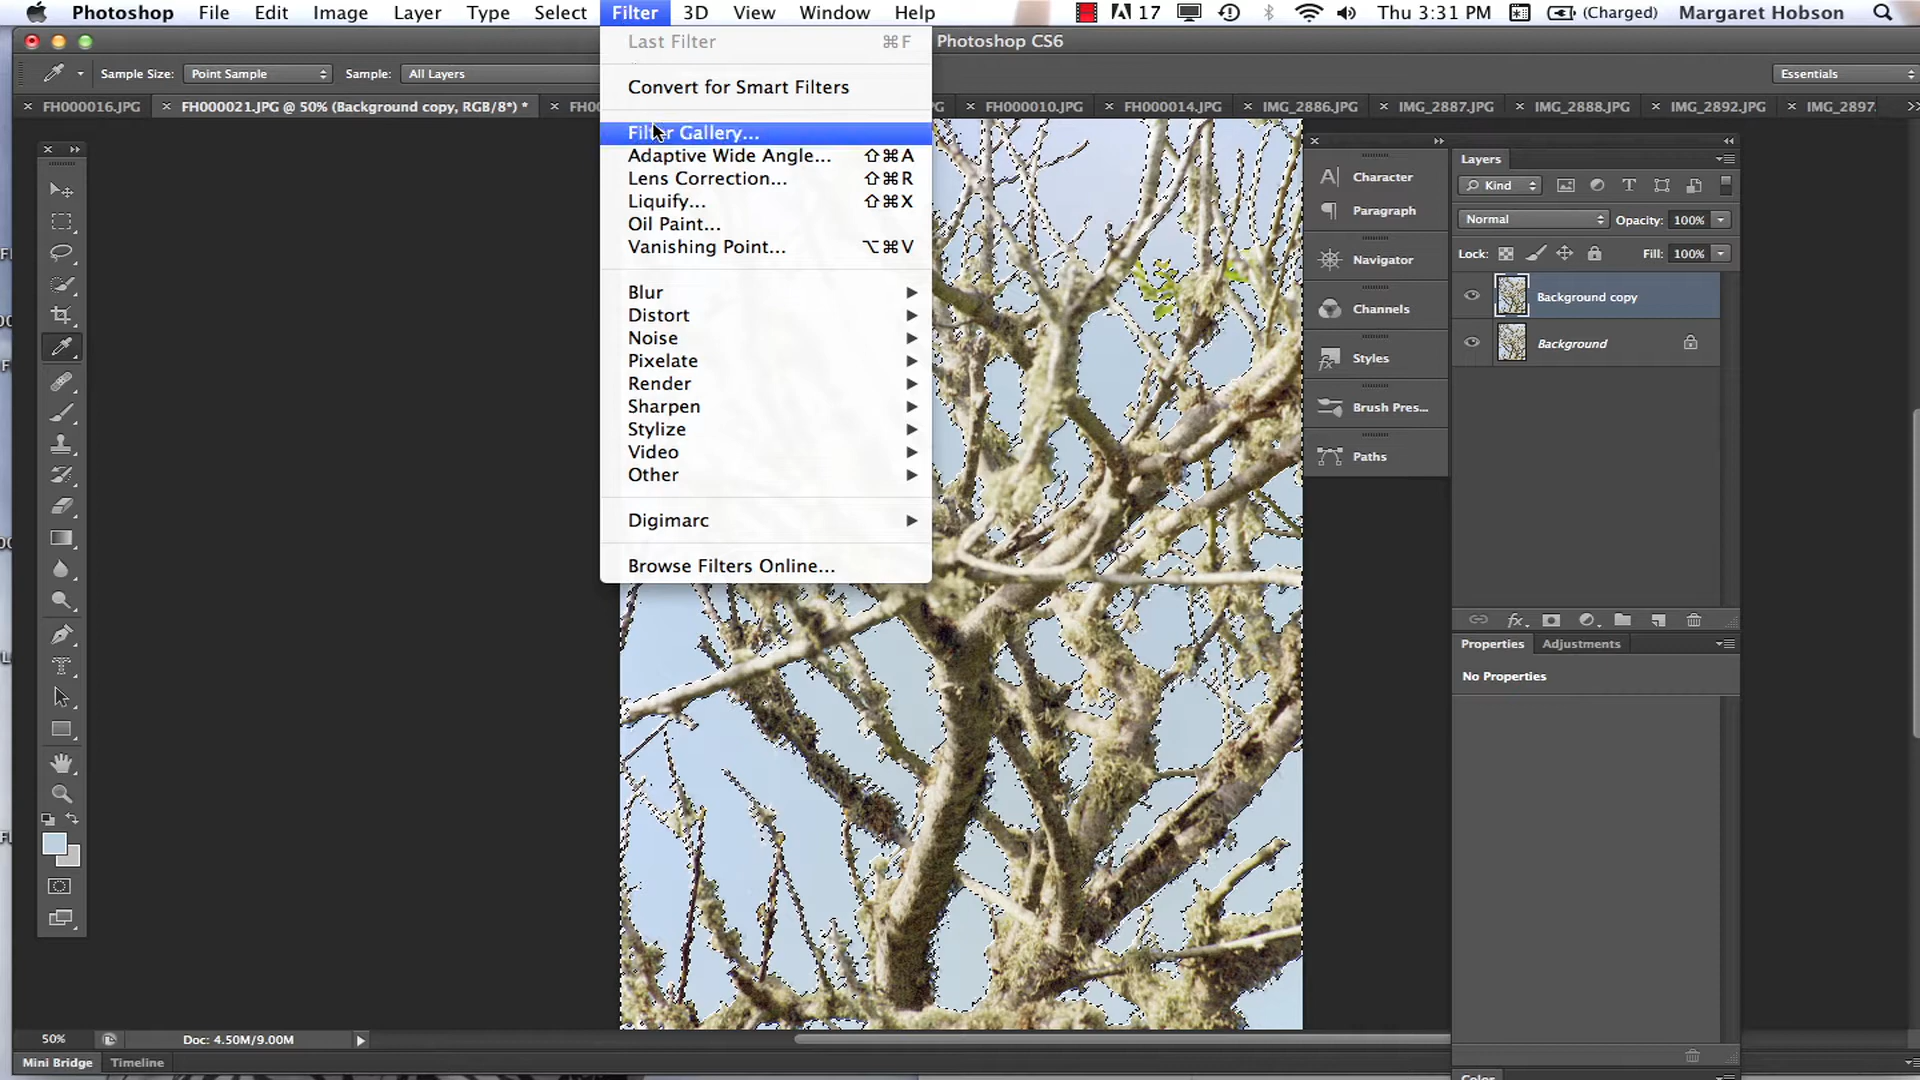 Photoshop File Edit Image Layer Type Select Filter 3D View Window Help 17 Thu 3:31 PM (Charged) Margaret Hobson
Photoshop CS6
Sample Size: Point Sample Sample: All Layers Essentials
FH000016.JPG FH000021.JPG @ 50% (Background copy, RGB/8*) * FH000010.JPG FH000014.JPG IMG_2886.JPG IMG_2887.JPG IMG_2888.JPG IMG_2892.JPG IMG_2897.
Last Filter ⌘F
Convert for Smart Filters
Filter Gallery...
Adaptive Wide Angle... ⇧⌘A
Lens Correction... ⇧⌘R
Liquify... ⇧⌘X
Oil Paint...
Vanishing Point... ⌥⌘V
Blur
Distort
Noise
Pixelate
Render
Sharpen
Stylize
Video
Other
Digimarc
Browse Filters Online...
Character
Paragraph
Navigator
Channels
Styles
Brush Pres...
Paths
Layers
Kind
Normal Opacity: 100%
Lock: Fill: 100%
Background copy
Background
Properties Adjustments
No Properties
50% Doc: 4.50M/9.00M
Mini Bridge Timeline
Color